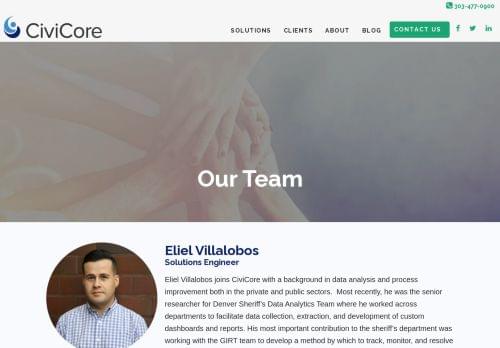 303-477-0900
CiviCore
SOLUTIONS CLIENTS ABOUT BLOG CONTACT US
Our Team
Eliel Villalobos
Solutions Engineer
Eliel Villalobos joins CiviCore with a background in data analysis and process
improvement both in the private and public sectors.  Most recently, he was the senior
researcher for Denver Sheriff's Data Analytics Team where he worked across
departments to facilitate data collection, extraction, and development of custom
dashboards and reports. His most important contribution to the sheriff's department was
working with the GIRT team to develop a method by which to track, monitor, and resolve